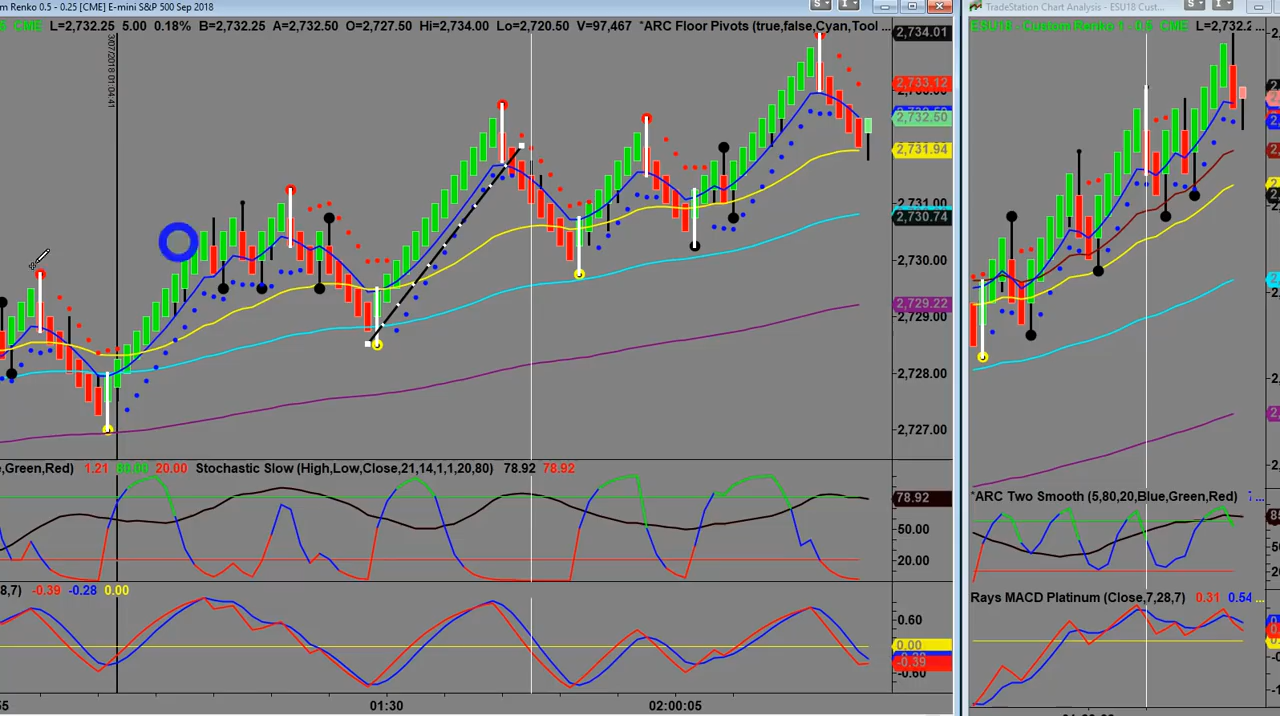 m Renko 0.5 - 0.25 [CME] E-mini S&P 500 Sep 2018
CME L=2,732.25 5.00 0.18% B=2,732.25 A=2,732.50 O=2,727.50 Hi=2,734.00 Lo=2,720.50 V=97,467 *ARC Floor Pivots (true,false,Cyan,Tool ...
2,734.01
2,733.12
2,732.50
2,731.94
2,731.00
2,730.74
2,730.00
2,729.22
2,729.00
2,728.00
2,727.00
e,Green,Red) 1.21 80.00 20.00 Stochastic Slow (High,Low,Close,21,14,1,1,20,80) 78.92 78.92
78.92
50.00
20.00
8,7) -0.39 -0.28 0.00
0.60
0.00
-0.39
-0.60
55 01:30 02:00:05
TradeStation Chart Analysis - ESU18 - Cust...
ESU18 - Custom Renko 1 - 0.5 CME L=2,732.2
*ARC Two Smooth (5,80,20,Blue,Green,Red)
Rays MACD Platinum (Close,7,28,7) 0.31 0.54 ...